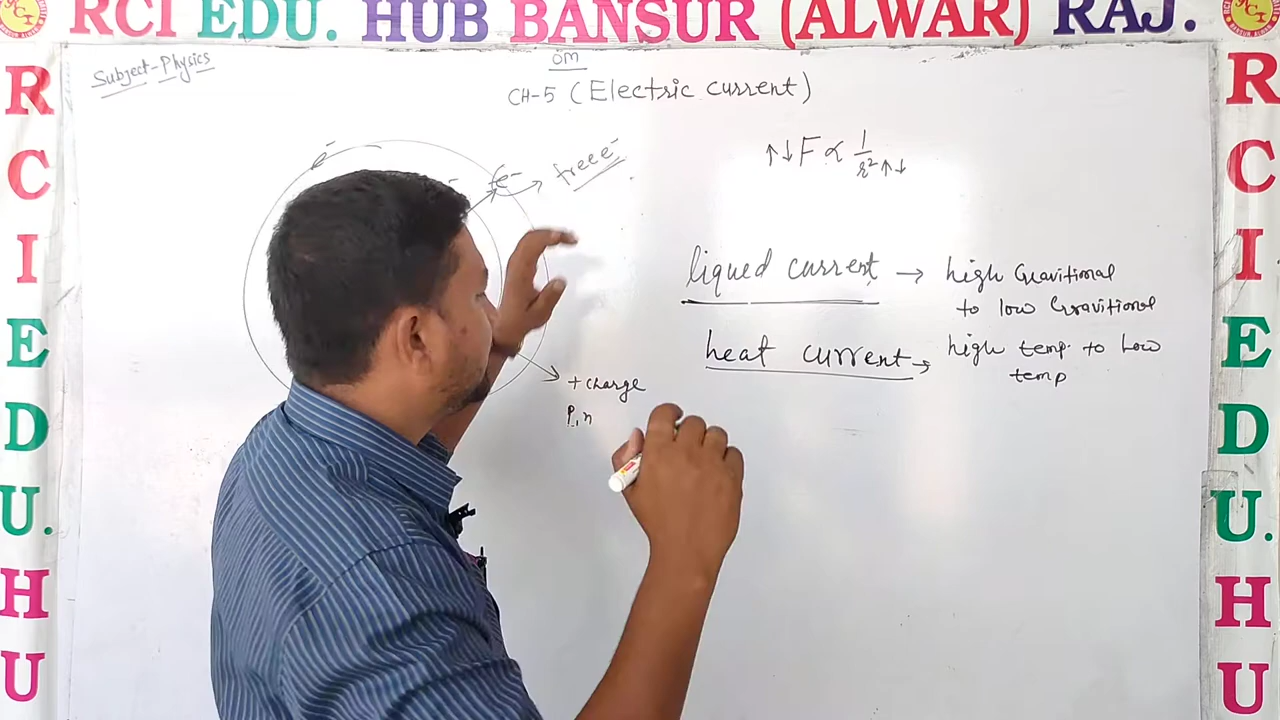 RCI EDU. HUB BANSUR (ALWAR) RAJ.
R
C
I
E
D
U.
H
U
Subject-Physics
om
CH-5 (Electric current)
e-
e-
free e-
↑↓ F ∝ 1/r² ↑↓
liqued current → high Gravitional
to low Gravitional
heat current → high temp. to Low
temp
+ charge
P, n
R
C
I
E
D
U.
H
U